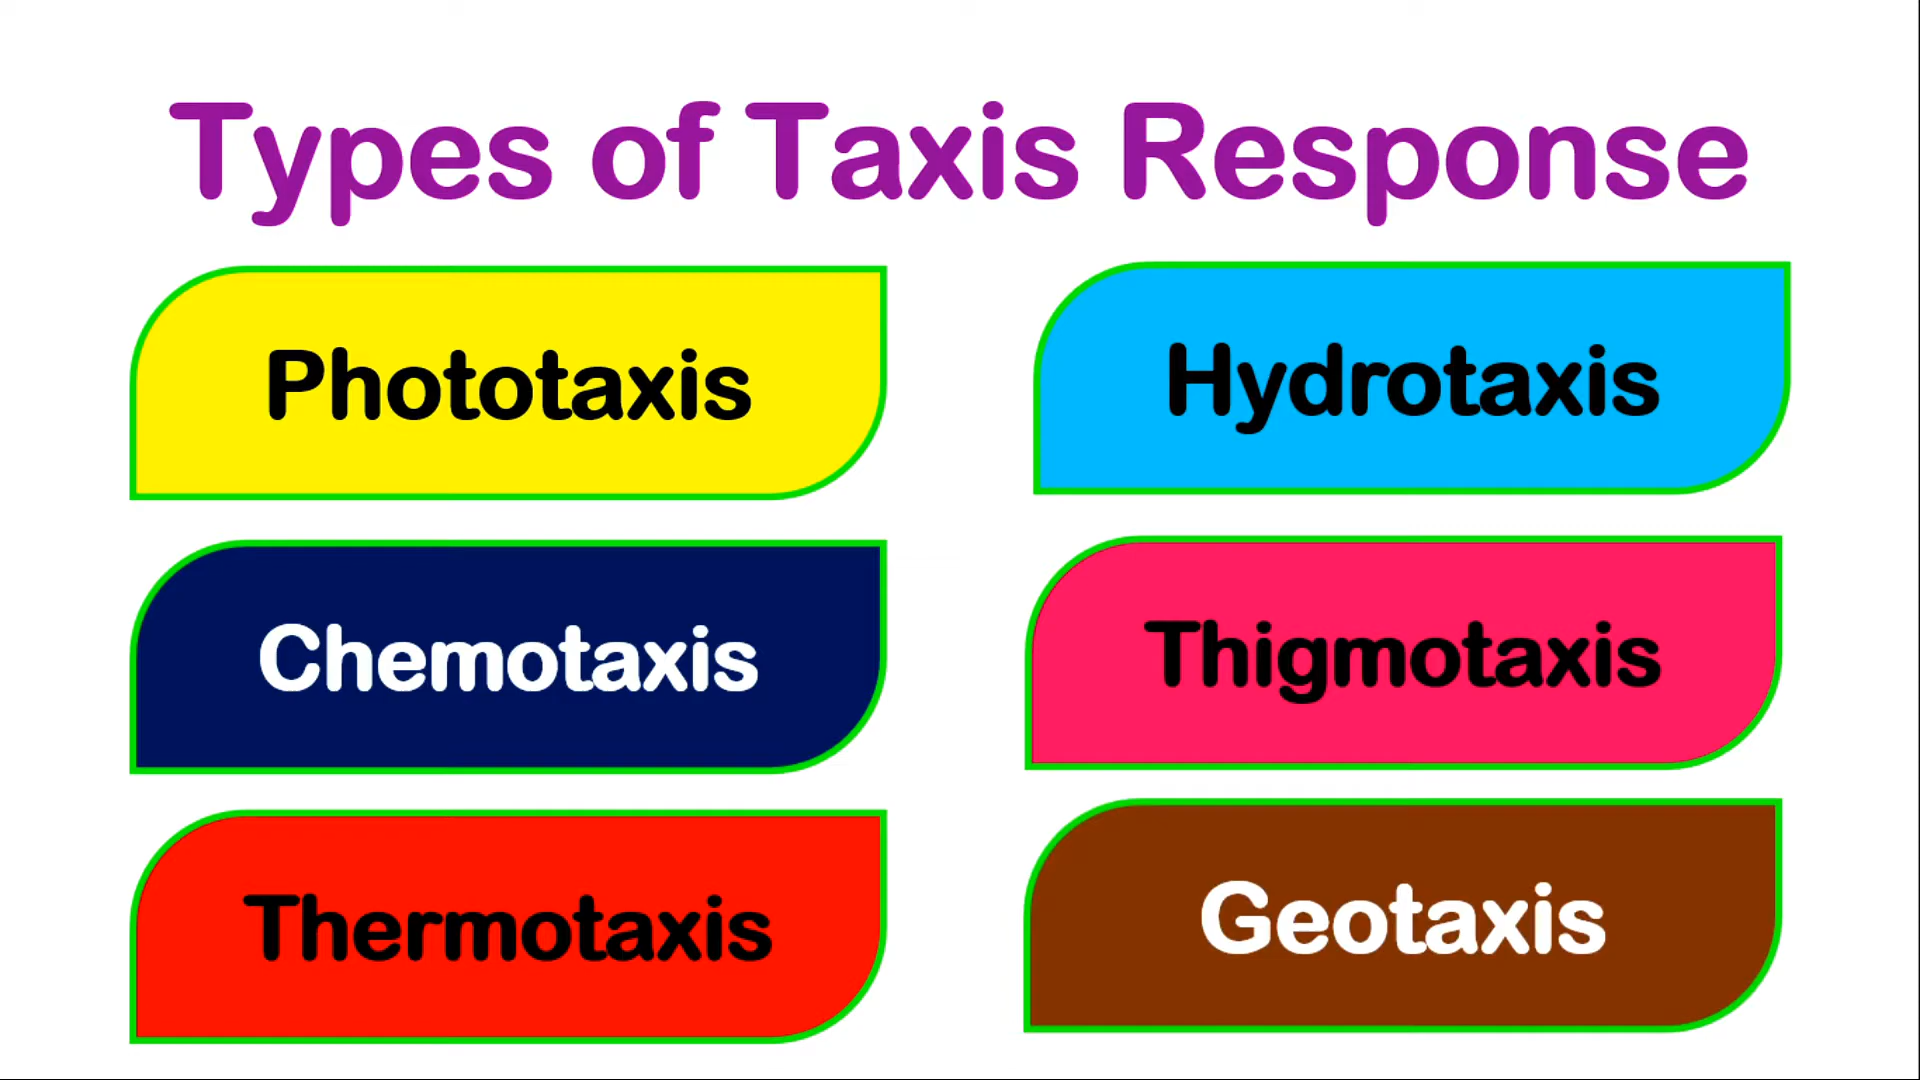 Types of Taxis Response
Phototaxis
Hydrotaxis
Chemotaxis
Thigmotaxis
Thermotaxis
Geotaxis